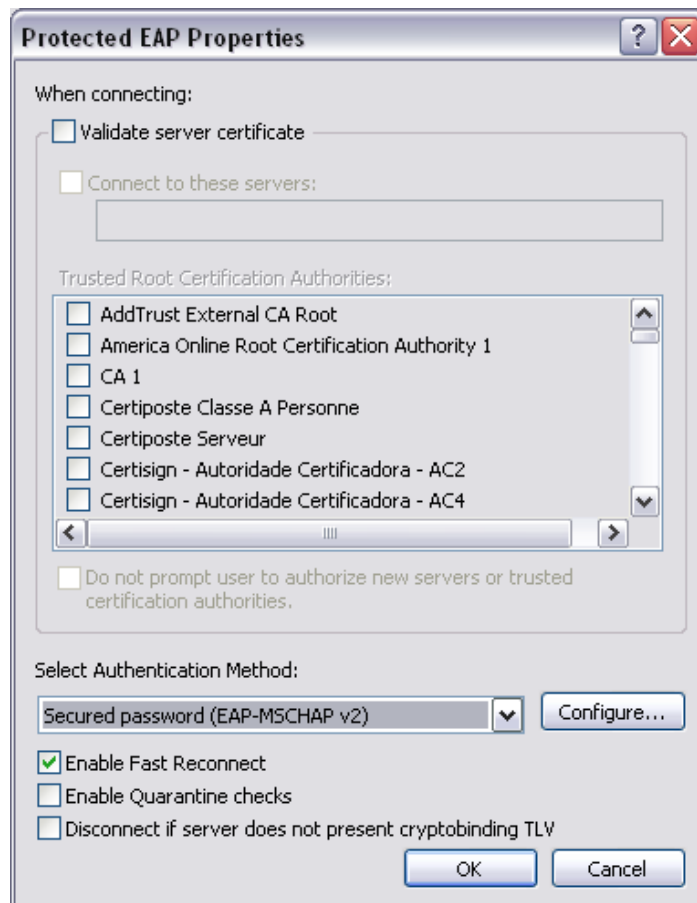 Protected EAP Properties
When connecting:
Validate server certificate
Connect to these servers:
Trusted Root Certification Authorities:
AddTrust External CA Root
America Online Root Certification Authority 1
CA 1
Certiposte Classe A Personne
Certiposte Serveur
Certisign - Autoridade Certificadora - AC2
Certisign - Autoridade Certificadora - AC4
Do not prompt user to authorize new servers or trusted
certification authorities.
Select Authentication Method:
Secured password (EAP-MSCHAP v2)
Configure...
Enable Fast Reconnect
Enable Quarantine checks
Disconnect if server does not present cryptobinding TLV
OK
Cancel